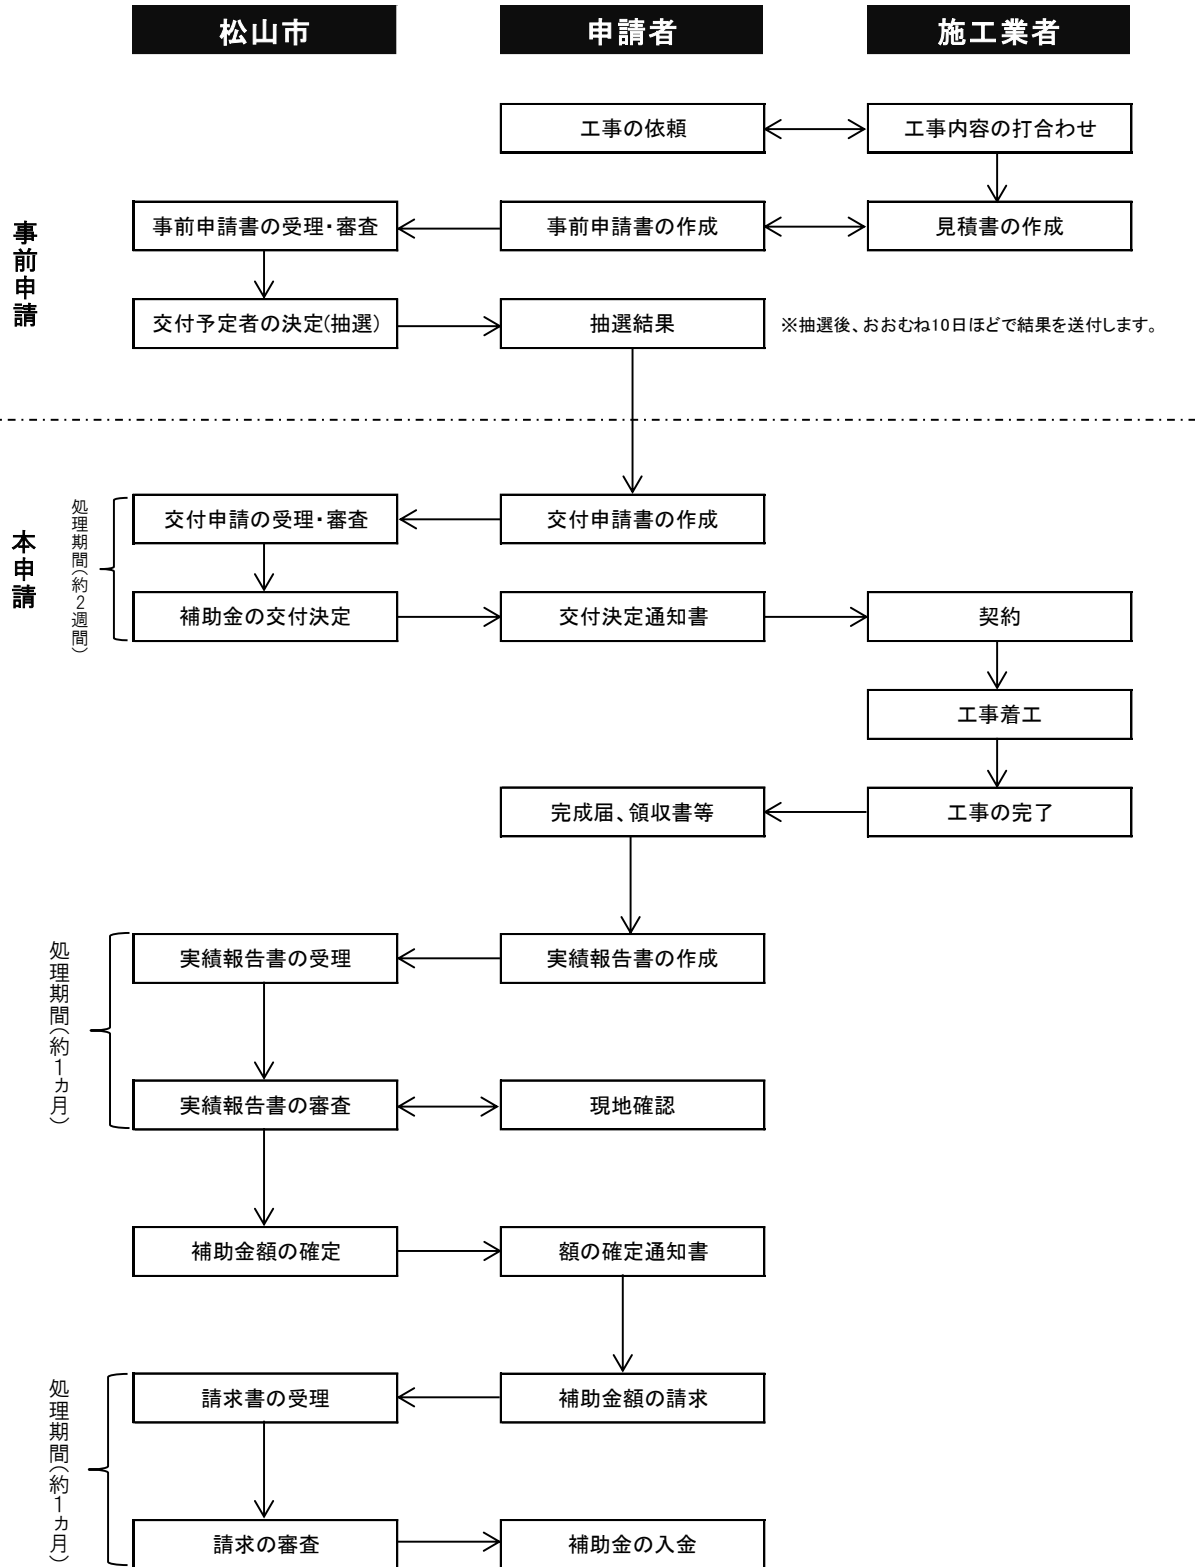 松山市
申請者
施工業者
事前申請
工事の依頼
工事内容の打合わせ
事前申請書の受理・審査
事前申請書の作成
見積書の作成
交付予定者の決定(抽選)
抽選結果
※抽選後、おおむね10日ほどで結果を送付します。
本申請
処理期間(約2週間)
交付申請の受理・審査
交付申請書の作成
補助金の交付決定
交付決定通知書
契約
工事着工
完成届、領収書等
工事の完了
処理期間(約1カ月)
実績報告書の受理
実績報告書の作成
実績報告書の審査
現地確認
補助金額の確定
額の確定通知書
処理期間(約1カ月)
請求書の受理
補助金額の請求
請求の審査
補助金の入金